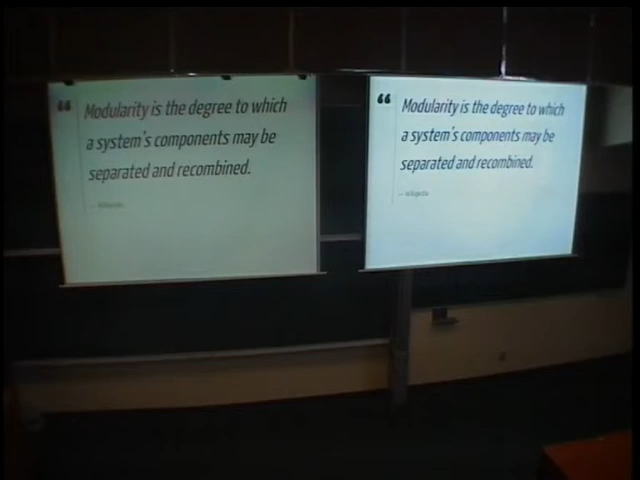 ❝ Modularity is the degree to which
a system's components may be
separated and recombined.
— Wikipedia
❝ Modularity is the degree to which
a system's components may be
separated and recombined.
— Wikipedia